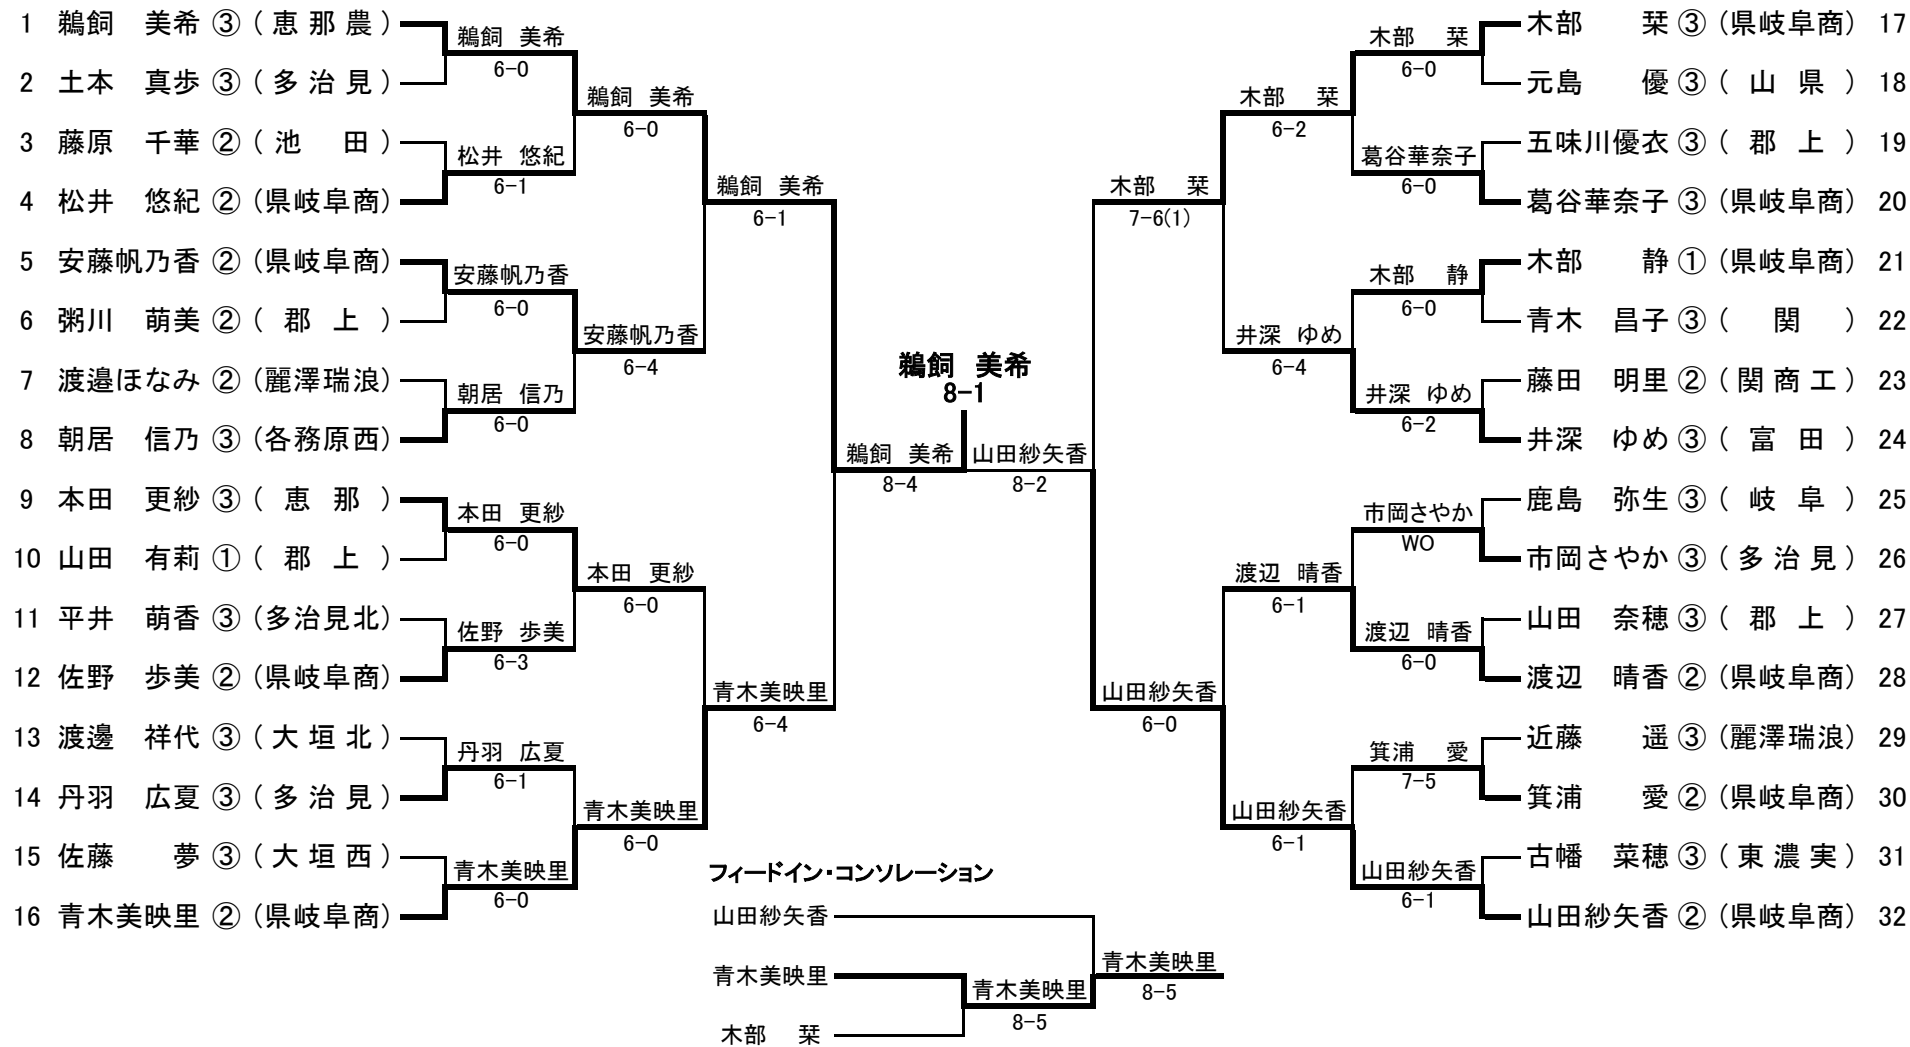 1 鵜飼 美希 ③ ( 恵 那 農 )
2 土本 真歩 ③ ( 多 治 見 )
3 藤原 千華 ② ( 池 田 )
4 松井 悠紀 ② (県岐阜商)
5 安藤帆乃香 ② (県岐阜商)
6 粥川 萌美 ② ( 郡 上 )
7 渡邉ほなみ ② (麗澤瑞浪)
8 朝居 信乃 ③ (各務原西)
9 本田 更紗 ③ ( 恵 那 )
10 山田 有莉 ① ( 郡 上 )
11 平井 萌香 ③ (多治見北)
12 佐野 歩美 ② (県岐阜商)
13 渡邊 祥代 ③ ( 大 垣 北 )
14 丹羽 広夏 ③ ( 多 治 見 )
15 佐藤 夢 ③ ( 大 垣 西 )
16 青木美映里 ② (県岐阜商)
鵜飼 美希
6-0
松井 悠紀
6-1
安藤帆乃香
6-0
朝居 信乃
6-0
本田 更紗
6-0
佐野 歩美
6-3
丹羽 広夏
6-1
青木美映里
6-0
鵜飼 美希
6-0
安藤帆乃香
6-4
本田 更紗
6-0
青木美映里
6-0
鵜飼 美希
6-1
青木美映里
6-4
鵜飼 美希
8-4
鵜飼 美希
8-1
山田紗矢香
8-2
木部 栞
7-6(1)
山田紗矢香
6-0
木部 栞
6-2
井深 ゆめ
6-4
渡辺 晴香
6-1
山田紗矢香
6-1
木部 栞
6-0
葛谷華奈子
6-0
木部 静
6-0
井深 ゆめ
6-2
市岡さやか
WO
渡辺 晴香
6-0
箕浦 愛
7-5
山田紗矢香
6-1
木部 栞 ③ (県岐阜商) 17
元島 優 ③ ( 山 県 ) 18
五味川優衣 ③ ( 郡 上 ) 19
葛谷華奈子 ③ (県岐阜商) 20
木部 静 ① (県岐阜商) 21
青木 昌子 ③ ( 関 ) 22
藤田 明里 ② ( 関 商 工 ) 23
井深 ゆめ ③ ( 富 田 ) 24
鹿島 弥生 ③ ( 岐 阜 ) 25
市岡さやか ③ ( 多 治 見 ) 26
山田 奈穂 ③ ( 郡 上 ) 27
渡辺 晴香 ② (県岐阜商) 28
近藤 遥 ③ (麗澤瑞浪) 29
箕浦 愛 ② (県岐阜商) 30
古幡 菜穂 ③ ( 東 濃 実 ) 31
山田紗矢香 ② (県岐阜商) 32
フィードイン・コンソレーション
山田紗矢香
青木美映里
木部 栞
青木美映里
8-5
青木美映里
8-5